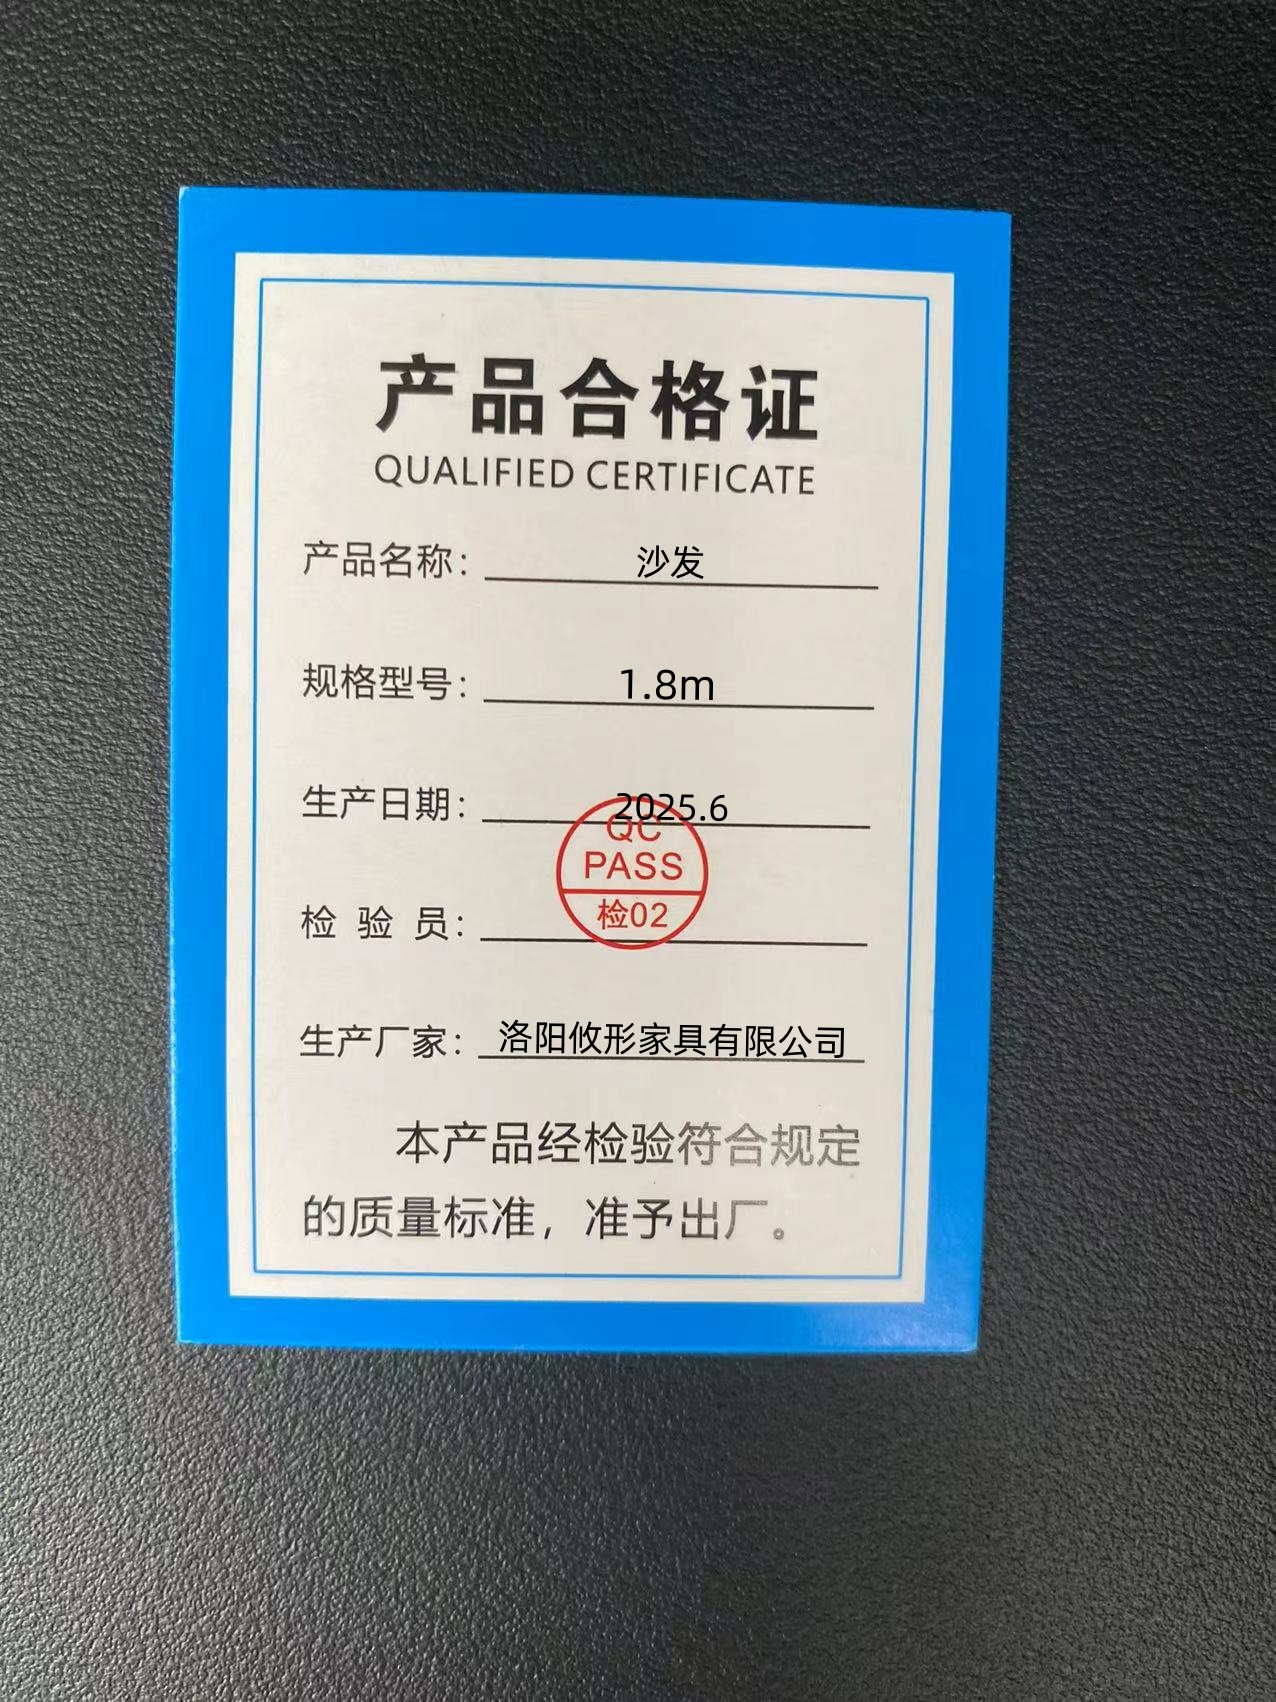 产品合格证
QUALIFIED CERTIFICATE
产品名称：沙发
规格型号：1.8m
生产日期：2025.6
QC
PASS
检02
检 验 员：
生产厂家：洛阳攸形家具有限公司
本产品经检验符合规定
的质量标准，准予出厂。